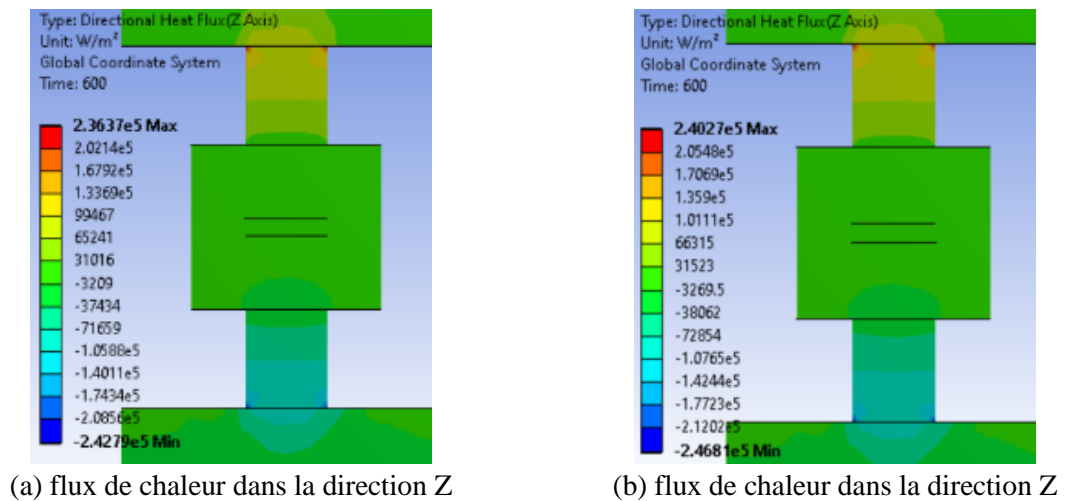 Type: Directional Heat Flux(Z Axis)
Unit: W/m²
Global Coordinate System
Time: 600
2.3637e5 Max
2.0214e5
1.6792e5
1.3369e5
99467
65241
31016
-3209
-37434
-71659
-1.0588e5
-1.4011e5
-1.7434e5
-2.0856e5
-2.4279e5 Min
(a) flux de chaleur dans la direction Z
Type: Directional Heat Flux(Z Axis)
Unit: W/m²
Global Coordinate System
Time: 600
2.4027e5 Max
2.0548e5
1.7069e5
1.359e5
1.0111e5
66315
31523
-3269.5
-38062
-72854
-1.0765e5
-1.4244e5
-1.7723e5
-2.1202e5
-2.4681e5 Min
(b) flux de chaleur dans la direction Z